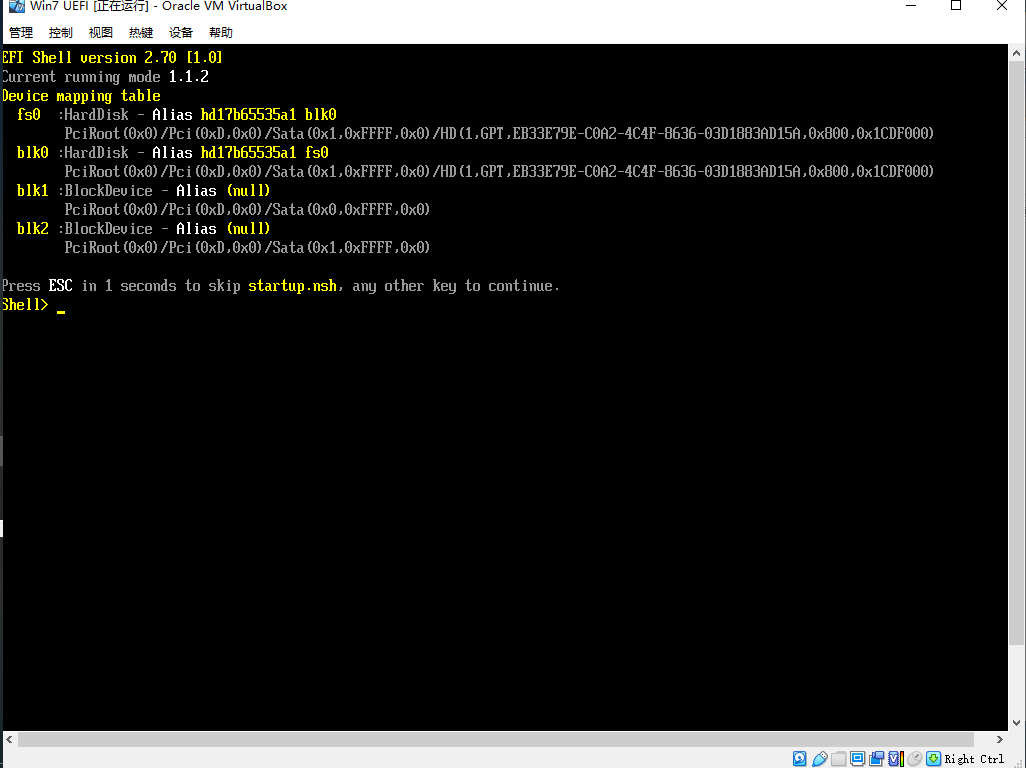 Win7 UEFI [正在运行] - Oracle VM VirtualBox
管理 控制 视图 热键 设备 帮助
EFI Shell version 2.70 [1.0]
Current running mode 1.1.2
Device mapping table
fs0 :HardDisk - Alias hd17b65535a1 blk0
PciRoot(0x0)/Pci(0xD,0x0)/Sata(0x1,0xFFFF,0x0)/HD(1,GPT,EB33E79E-C0A2-4C4F-8636-03D1883AD15A,0x800,0x1CDF000)
blk0 :HardDisk - Alias hd17b65535a1 fs0
PciRoot(0x0)/Pci(0xD,0x0)/Sata(0x1,0xFFFF,0x0)/HD(1,GPT,EB33E79E-C0A2-4C4F-8636-03D1883AD15A,0x800,0x1CDF000)
blk1 :BlockDevice - Alias (null)
PciRoot(0x0)/Pci(0xD,0x0)/Sata(0x0,0xFFFF,0x0)
blk2 :BlockDevice - Alias (null)
PciRoot(0x0)/Pci(0xD,0x0)/Sata(0x1,0xFFFF,0x0)
Press ESC in 1 seconds to skip startup.nsh, any other key to continue.
Shell> _
Right Ctrl